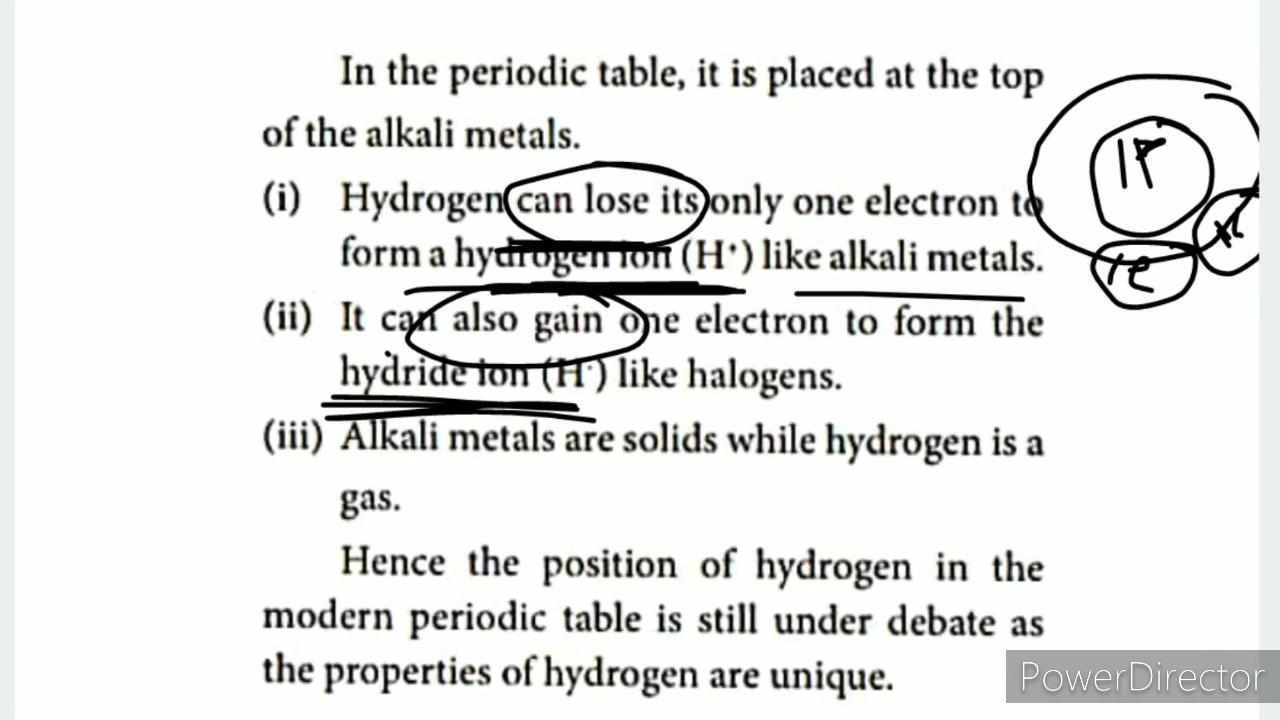 In the periodic table, it is placed at the top
of the alkali metals.
(i) Hydrogen can lose its only one electron to
form a hydrogen ion (H⁺) like alkali metals.
(ii) It can also gain one electron to form the
hydride ion (H⁻) like halogens.
(iii) Alkali metals are solids while hydrogen is a
gas.
Hence the position of hydrogen in the
modern periodic table is still under debate as
the properties of hydrogen are unique.
1P
1e
PowerDirector